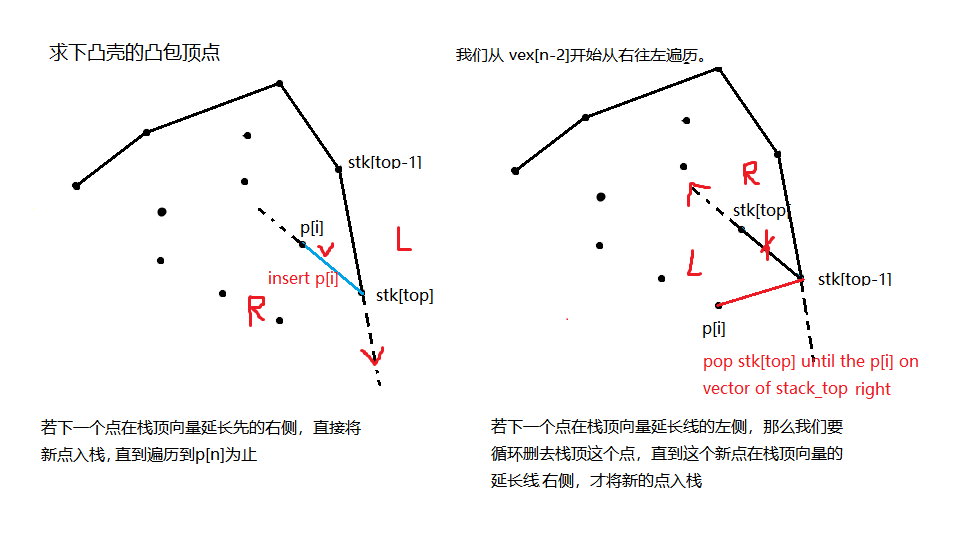 求下凸壳的凸包顶点
我们从 vex[n-2]开始从右往左遍历。
stk[top-1]
p[i]
L
insert p[i]
stk[top]
R
R
stk[top]
L
stk[top-1]
p[i]
pop stk[top] until the p[i] on
vector of stack_top right
若下一个点在栈顶向量延长先的右侧，直接将
新点入栈, 直到遍历到p[n]为止
若下一个点在栈顶向量延长线的左侧，那么我们要
循环删去栈顶这个点，直到这个新点在栈顶向量的
延长线 右侧，才将新的点入栈